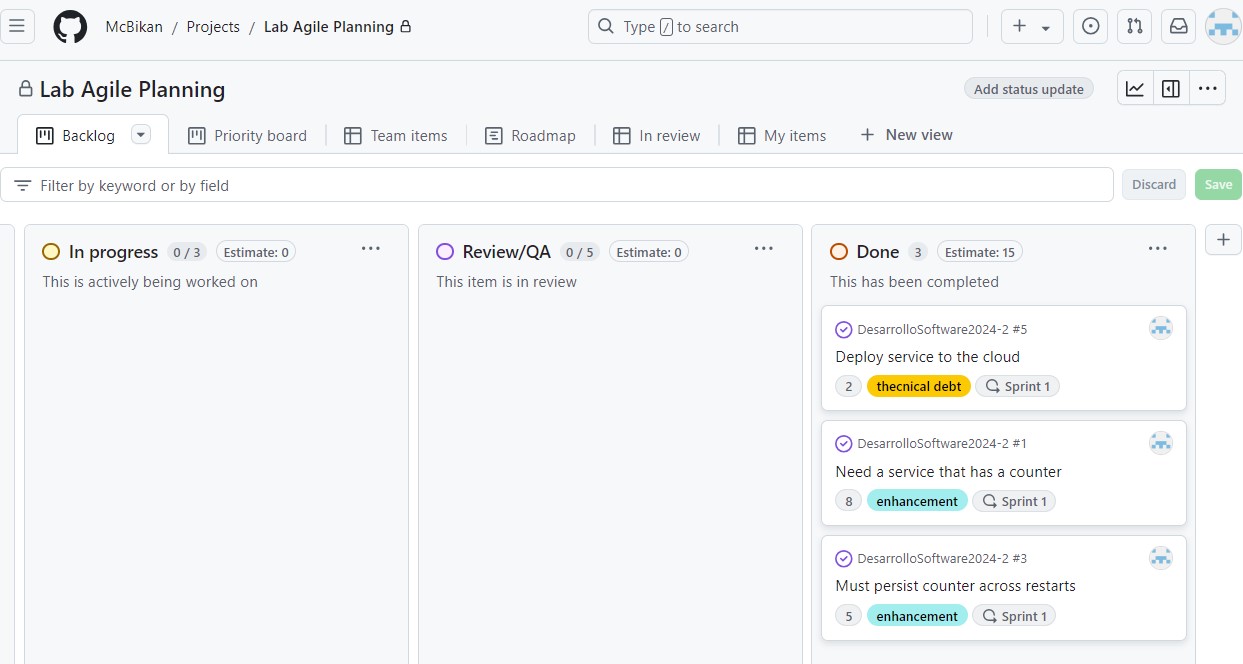 McBikan / Projects / Lab Agile Planning
Type / to search
Lab Agile Planning
Add status update
Backlog
Priority board
Team items
Roadmap
In review
My items
New view
Filter by keyword or by field
Discard
Save
In progress 0 / 3 Estimate: 0
This is actively being worked on
Review/QA 0 / 5 Estimate: 0
This item is in review
Done 3 Estimate: 15
This has been completed
DesarrolloSoftware2024-2 #5
Deploy service to the cloud
2 thecnical debt Sprint 1
DesarrolloSoftware2024-2 #1
Need a service that has a counter
8 enhancement Sprint 1
DesarrolloSoftware2024-2 #3
Must persist counter across restarts
5 enhancement Sprint 1